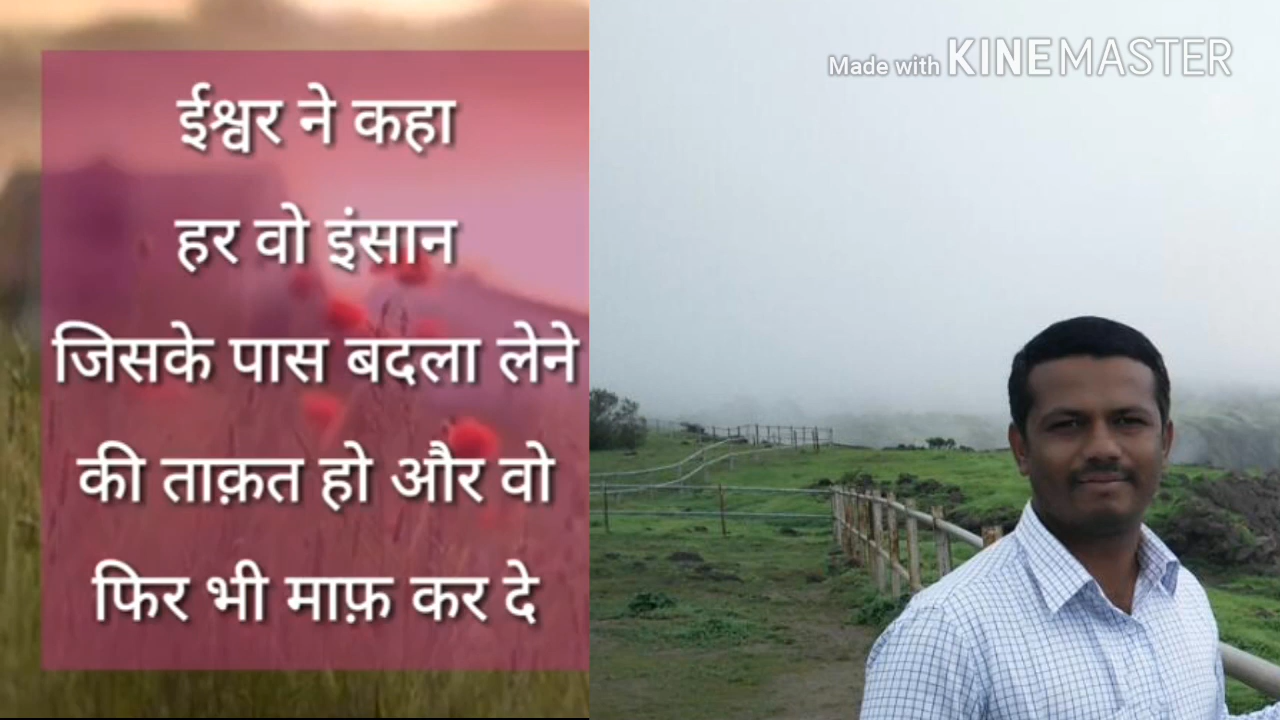 ईश्वर ने कहा
हर वो इंसान
जिसके पास बदला लेने
की ताक़त हो और वो
फिर भी माफ़ कर दे
Made with KINEMASTER